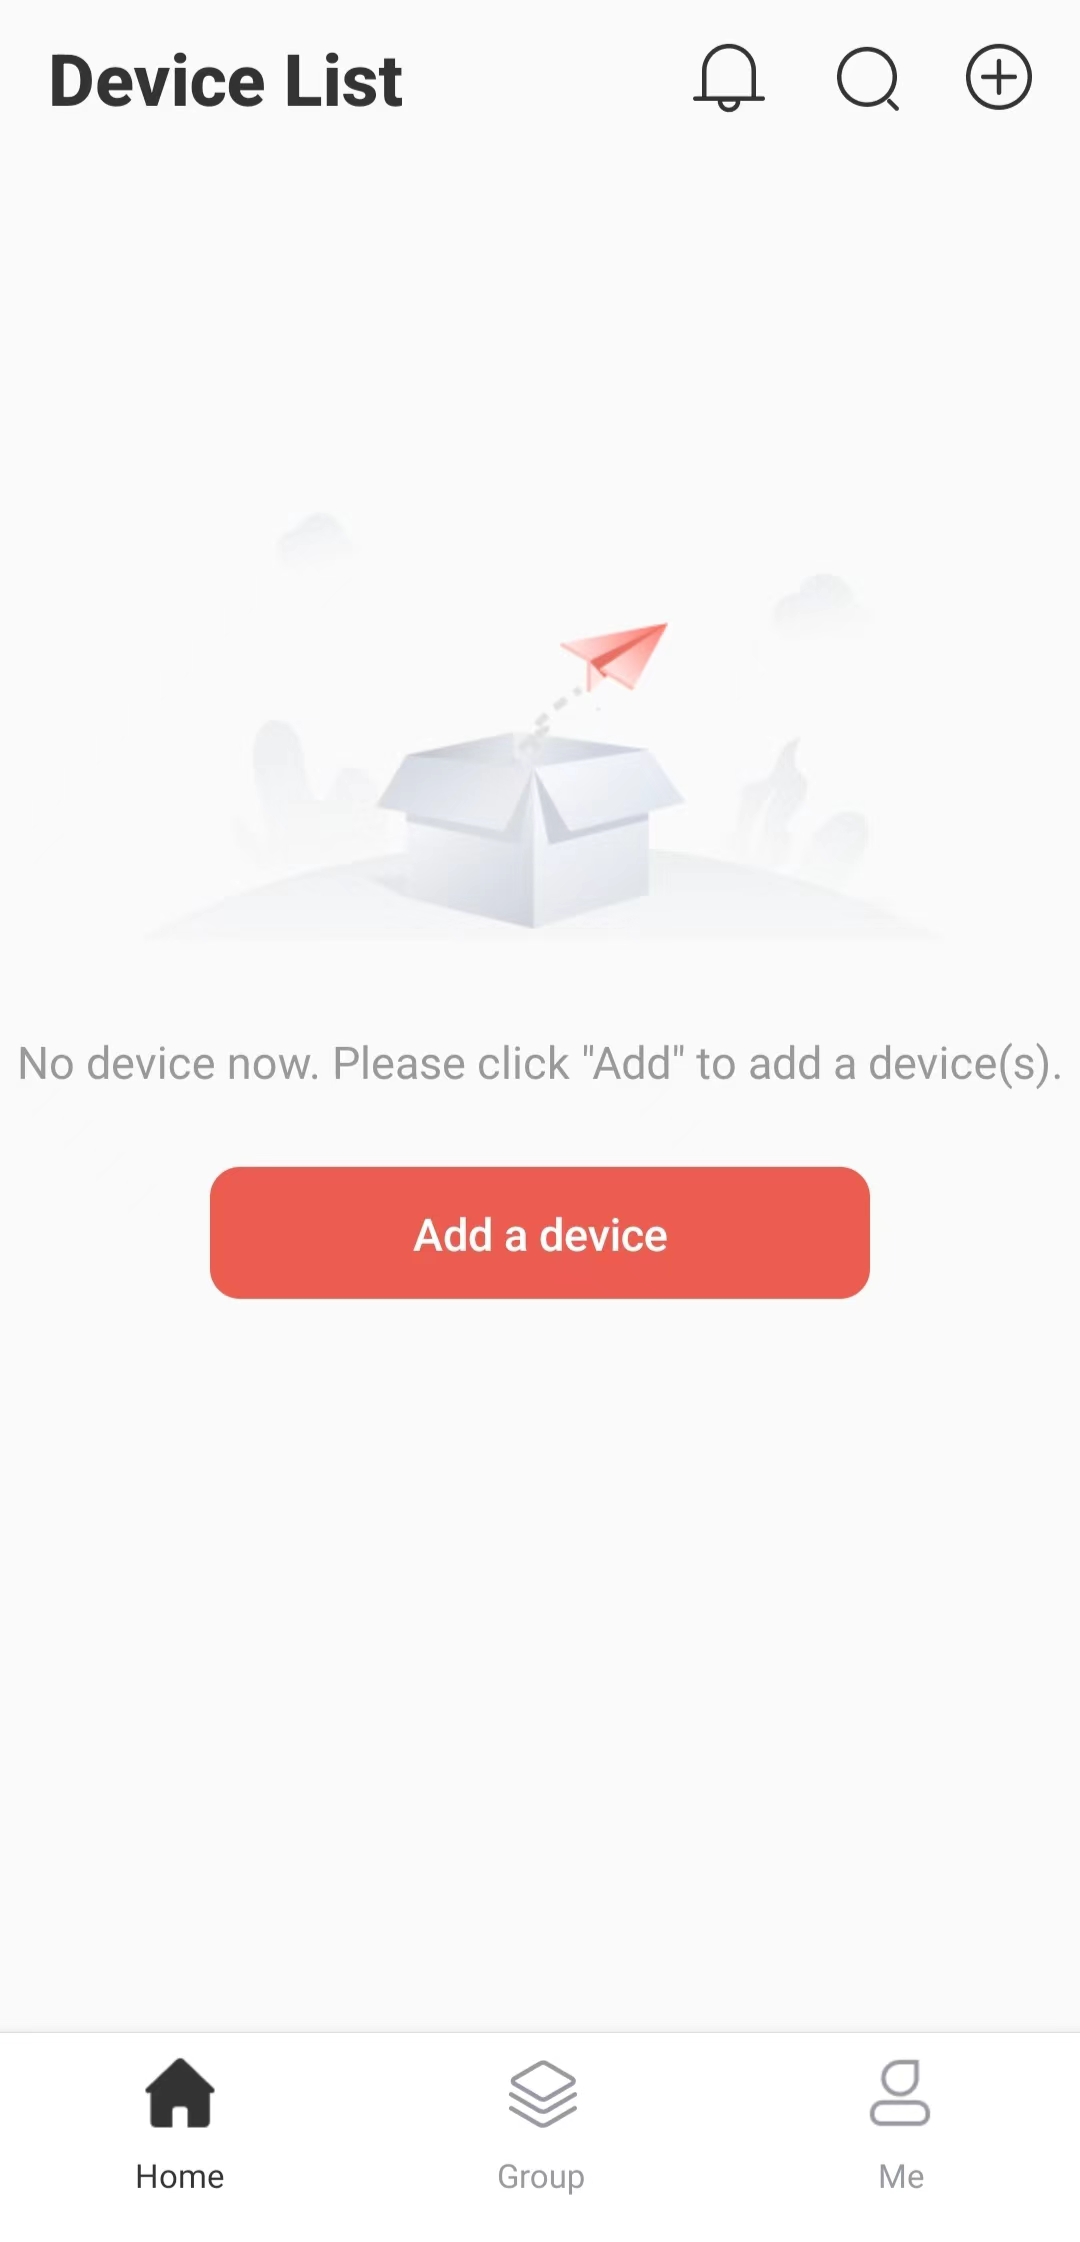 Device List
No device now. Please click "Add" to add a device(s).
Add a device
Home
Group
Me